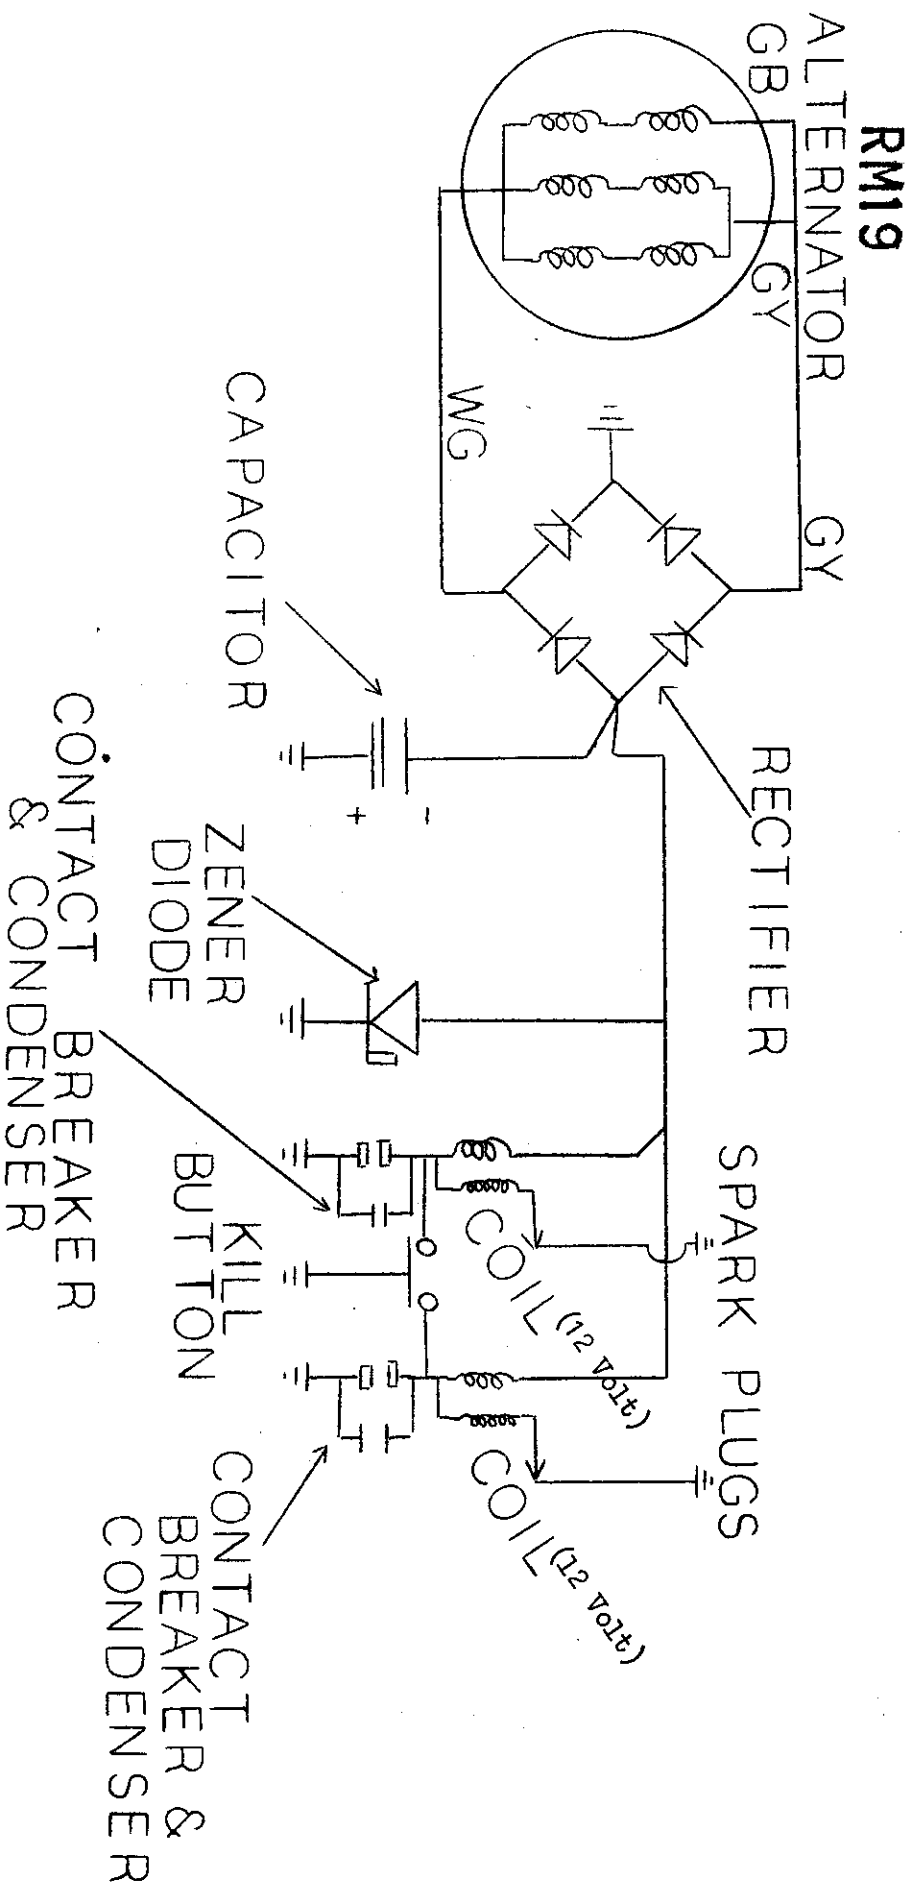 RM19
ALTERNATOR
GB
GY
GY
WG
RECTIFIER
CAPACITOR
+
-
ZENER
DIODE
CONTACT BREAKER
& CONDENSER
SPARK PLUGS
COIL (12 Volt)
COIL (12 Volt)
KILL
BUTTON
CONTACT
BREAKER &
CONDENSER